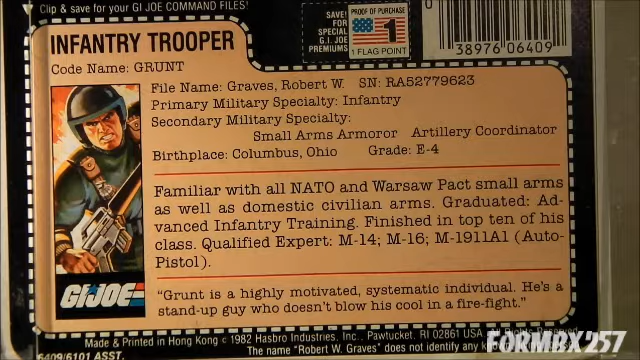 Clip & save for your GI JOE COMMAND FILES!
SAVE!
FOR
SPECIAL
G.I. JOE
PREMIUMS
PROOF OF PURCHASE
1
1 FLAG POINT
38976 06409
INFANTRY TROOPER
Code Name: GRUNT
File Name: Graves, Robert W. SN: RA52779623
Primary Military Specialty: Infantry
Secondary Military Specialty:
Small Arms Armoror Artillery Coordinator
Birthplace: Columbus, Ohio Grade: E-4
Familiar with all NATO and Warsaw Pact small arms
as well as domestic civilian arms. Graduated: Ad-
vanced Infantry Training. Finished in top ten of his
class. Qualified Expert: M-14; M-16; M-1911A1 (Auto-
Pistol).
GI JOE
"Grunt is a highly motivated, systematic individual. He's a
stand-up guy who doesn't blow his cool in a fire-fight."
Made & Printed in Hong Kong © 1982 Hasbro Industries, Inc., Pawtucket, RI 02861 Rights Reserved
6409/6101 ASST. The name "Robert W. Graves" does not identify any
FORMBX257